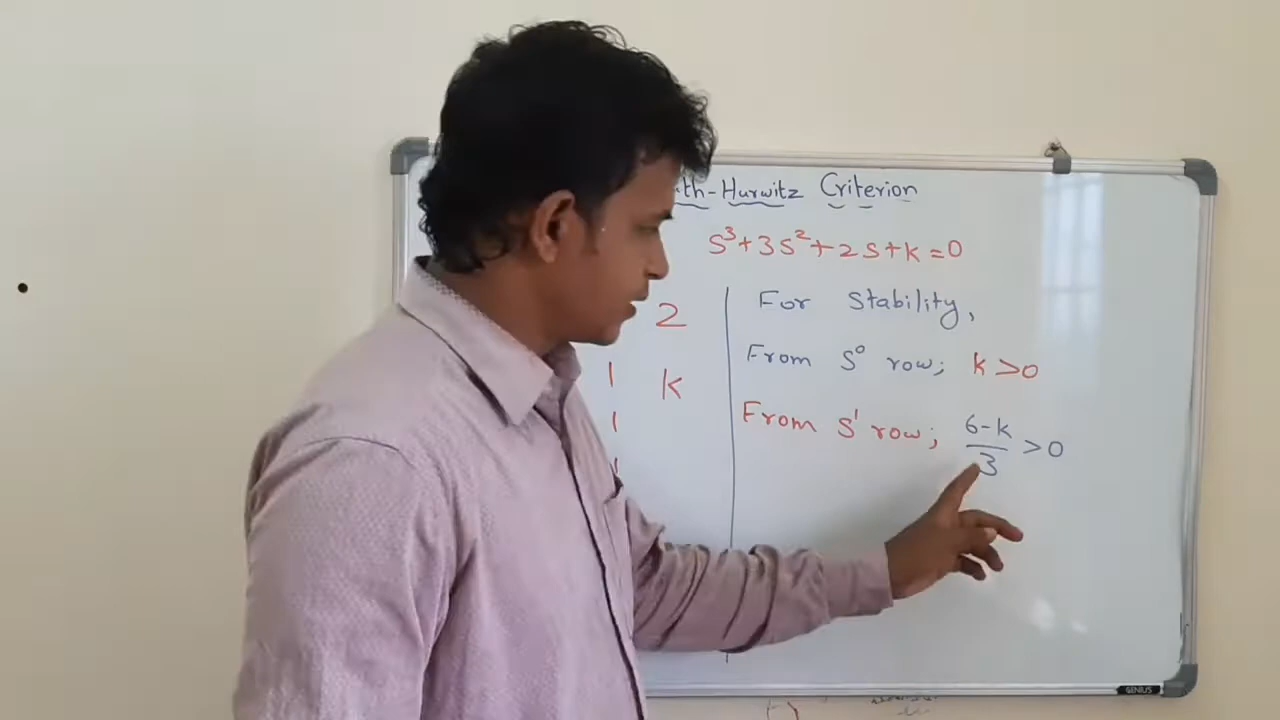 Hurwitz Criterion
S³+3S²+2S+K=0
2
For Stability,
From S⁰ row; K>0
1 K
From S¹ row; 6-K/3 >0
GENIUS